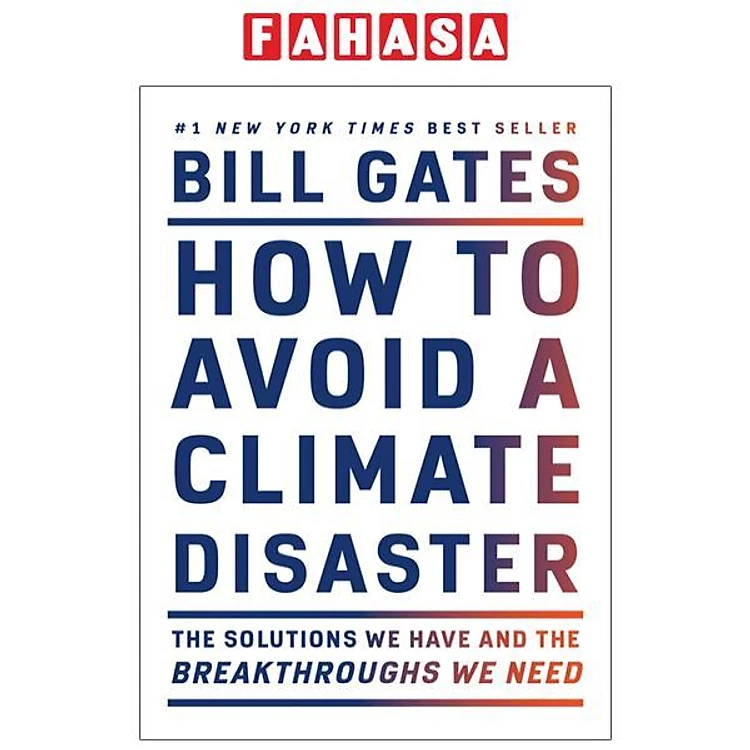 FAHASA
#1 NEW YORK TIMES BEST SELLER
BILL GATES
HOW TO
AVOID A
CLIMATE
DISASTER
THE SOLUTIONS WE HAVE AND THE
BREAKTHROUGHS WE NEED